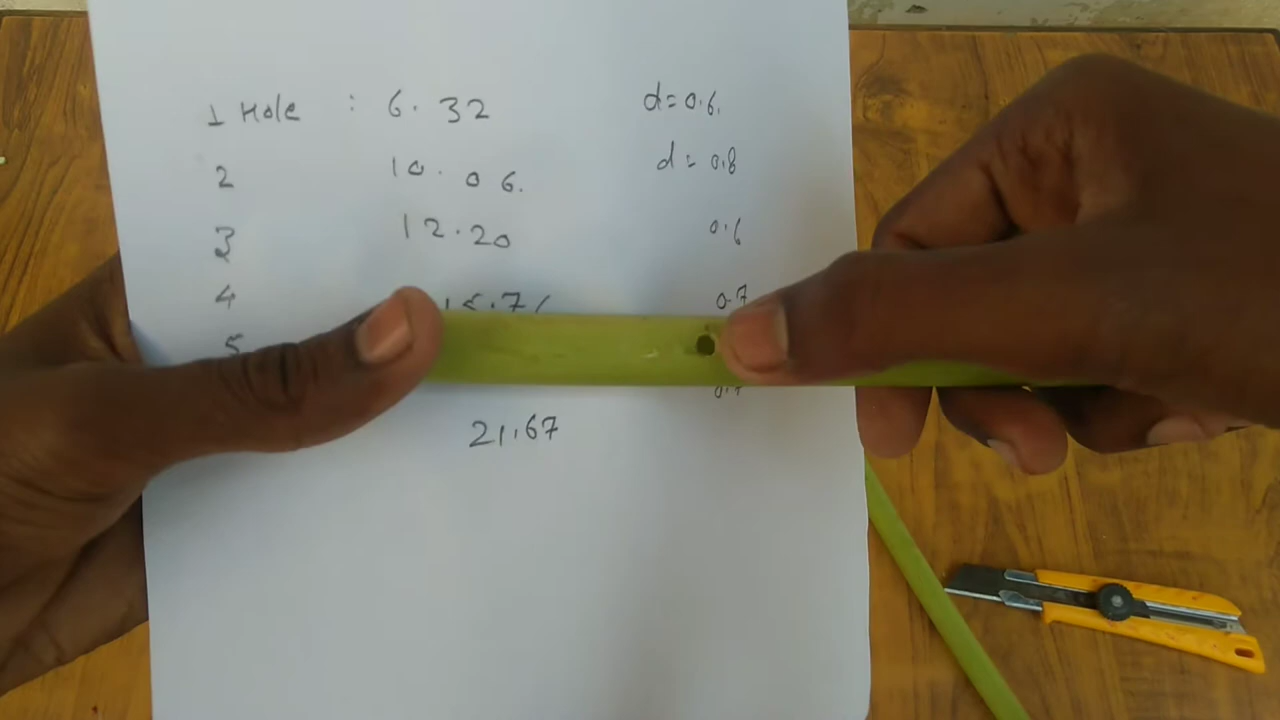 1 Hole : 6.32 d=0.6.
2 10.06. d=0.8
3 12.20 0.6
4 0.7
5
21.67